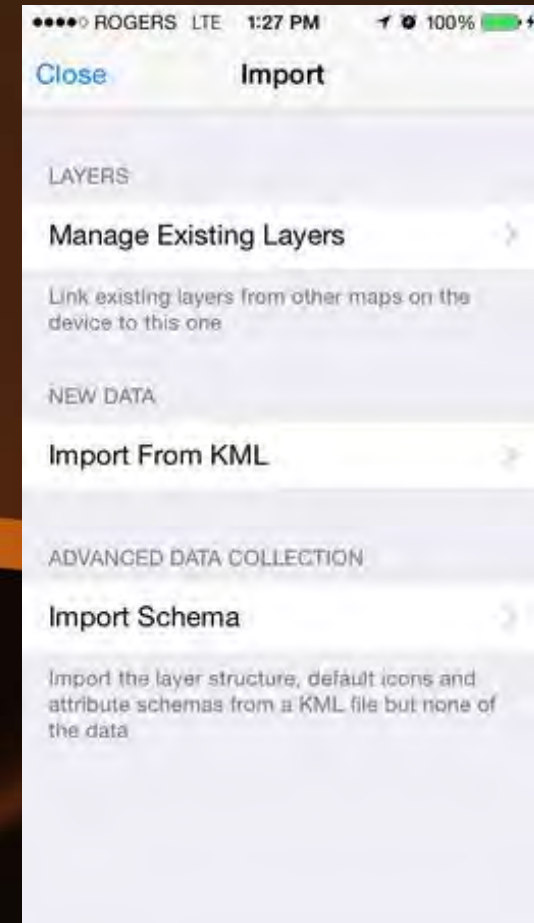 ROGERS LTE 1:27 PM 100%
Close Import
LAYERS
Manage Existing Layers
Link existing layers from other maps on the
device to this one
NEW DATA
Import From KML
ADVANCED DATA COLLECTION
Import Schema
Import the layer structure, default icons and
attribute schemas from a KML file but none of
the data